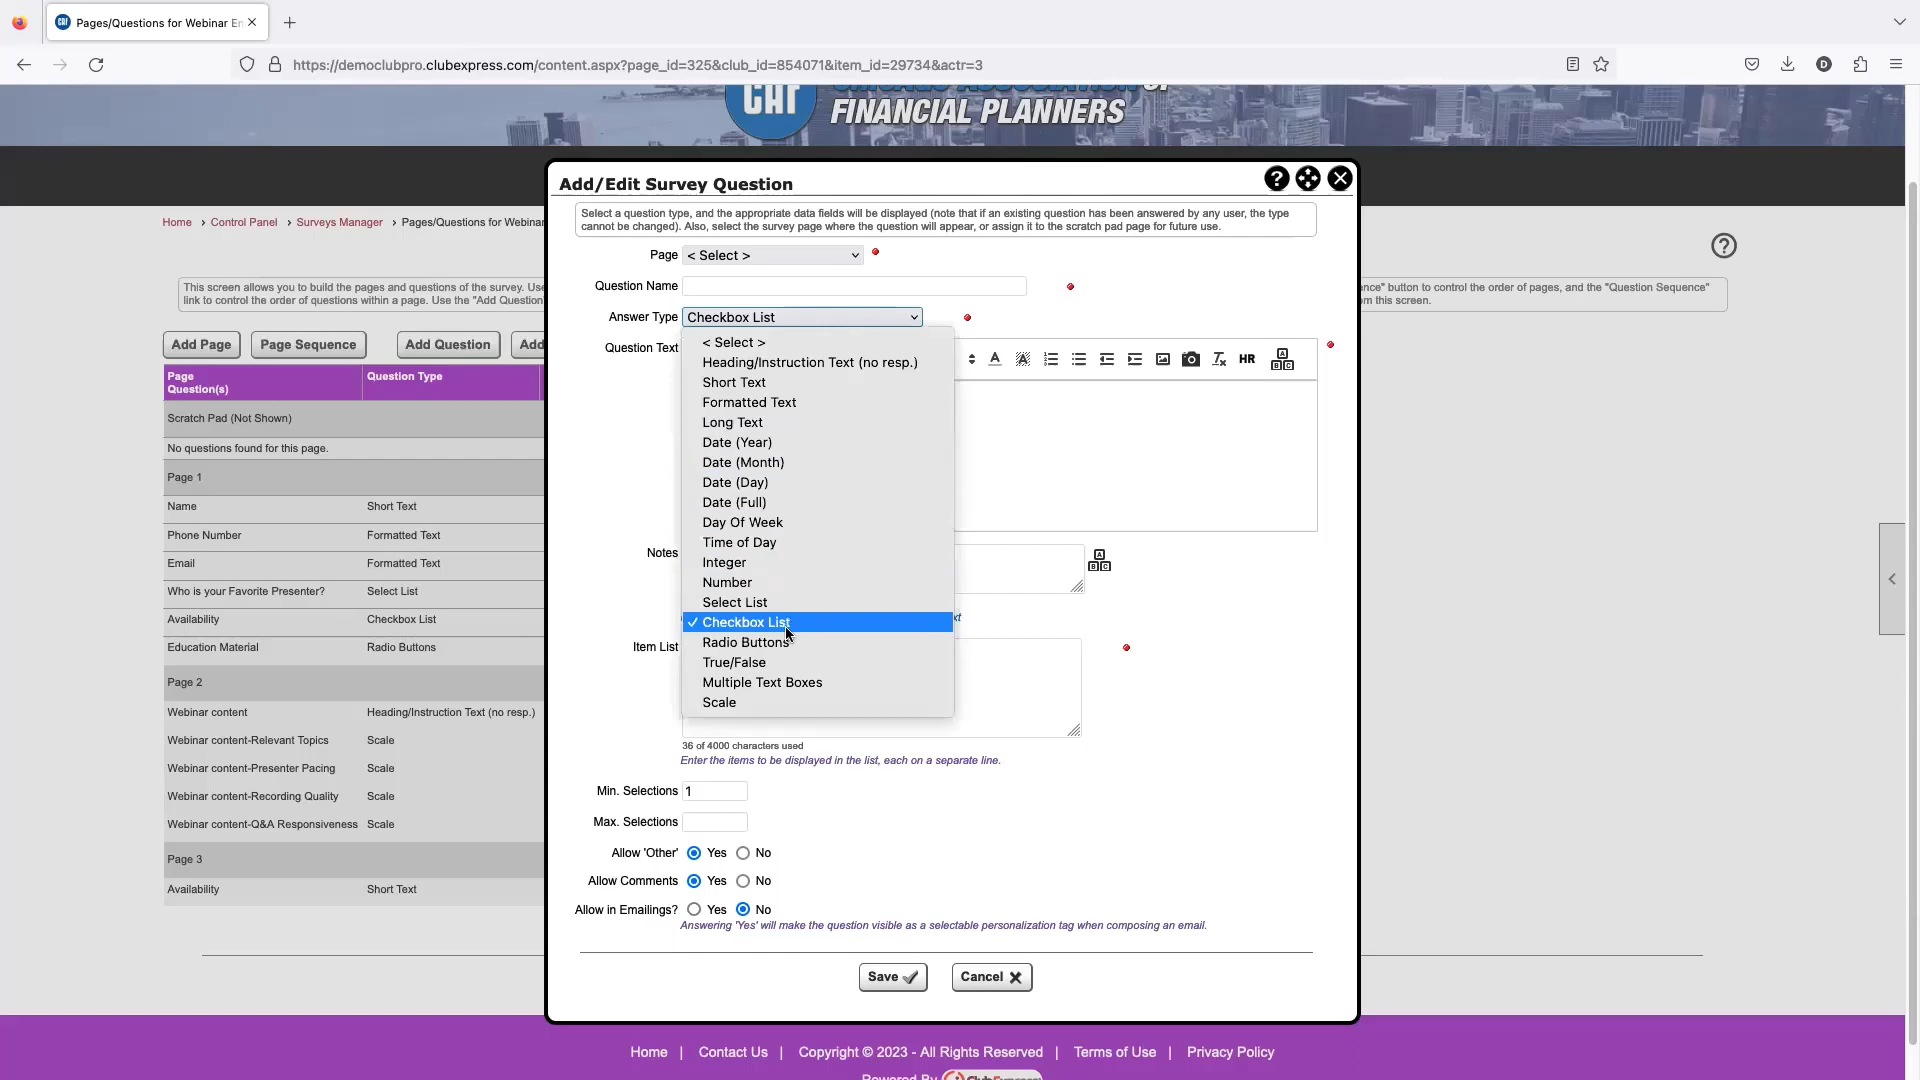 Pages/Questions for Webinar En
https://democlubpro.clubexpress.com/content.aspx?page_id=325&club_id=854071&item_id=29734&actr=3
D
CAF
FINANCIAL PLANNERS
Home > Control Panel > Surveys Manager > Pages/Questions for Webinar
This screen allows you to build the pages and questions of the survey. Use
link to control the order of questions within a page. Use the "Add Question"
nce" button to control the order of pages, and the "Question Sequence"
m this screen.
Add Page
Page Sequence
Add Question
Add
Page
Question(s)
Question Type
Scratch Pad (Not Shown)
No questions found for this page.
Page 1
Name Short Text
Phone Number Formatted Text
Email Formatted Text
Who is your Favorite Presenter? Select List
Availability Checkbox List
Education Material Radio Buttons
Page 2
Webinar content Heading/Instruction Text (no resp.)
Webinar content-Relevant Topics Scale
Webinar content-Presenter Pacing Scale
Webinar content-Recording Quality Scale
Webinar content-Q&A Responsiveness Scale
Page 3
Availability Short Text
Add/Edit Survey Question
Select a question type, and the appropriate data fields will be displayed (note that if an existing question has been answered by any user, the type
cannot be changed). Also, select the survey page where the question will appear, or assign it to the scratch pad page for future use.
Page < Select >
Question Name
Answer Type Checkbox List
Question Text
< Select >
Heading/Instruction Text (no resp.)
Short Text
Formatted Text
Long Text
Date (Year)
Date (Month)
Date (Day)
Date (Full)
Day Of Week
Time of Day
Integer
Number
Select List
✓ Checkbox List
Radio Buttons
True/False
Multiple Text Boxes
Scale
HR
A
B C
Notes
A
B C
xt
Item List
36 of 4000 characters used
Enter the items to be displayed in the list, each on a separate line.
Min. Selections 1
Max. Selections
Allow 'Other' Yes No
Allow Comments Yes No
Allow in Emailings? Yes No
Answering 'Yes' will make the question visible as a selectable personalization tag when composing an email.
Save
Cancel
Home | Contact Us | Copyright © 2023 - All Rights Reserved | Terms of Use | Privacy Policy
Powered By